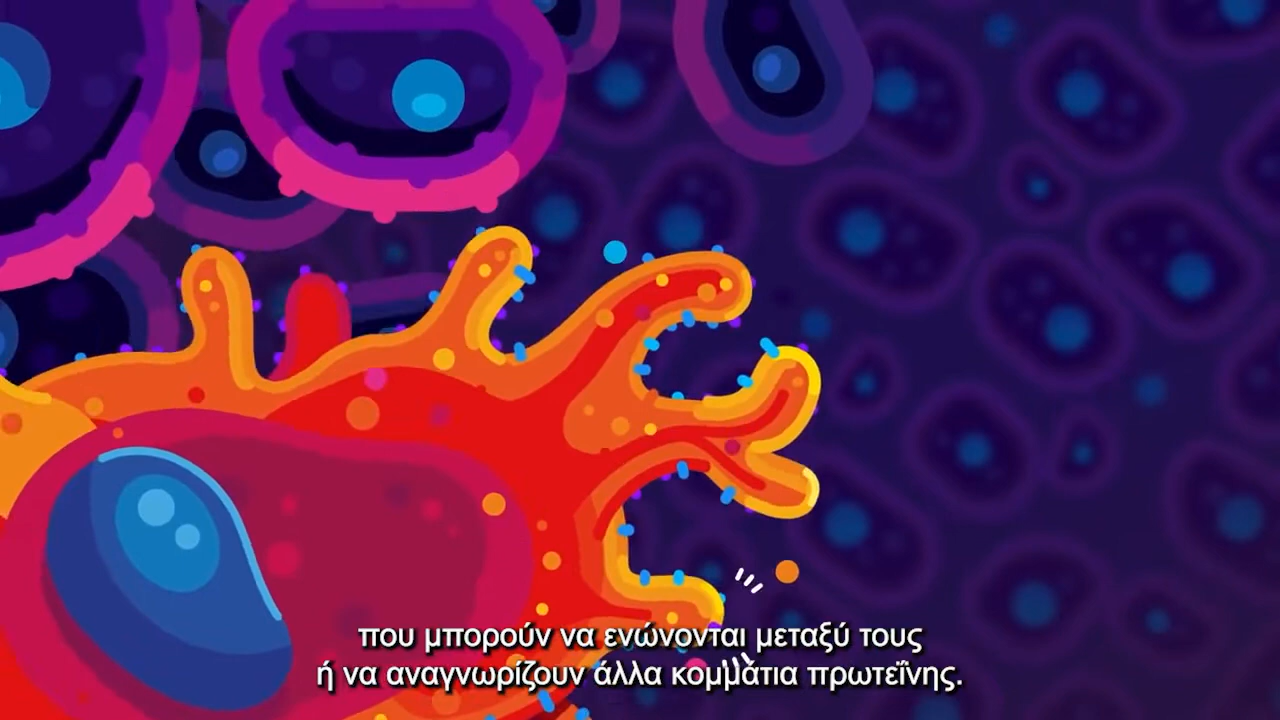 που μπορούν να ενώνονται μεταξύ τους
ή να αναγνωρίζουν άλλα κομμάτια πρωτεΐνης.